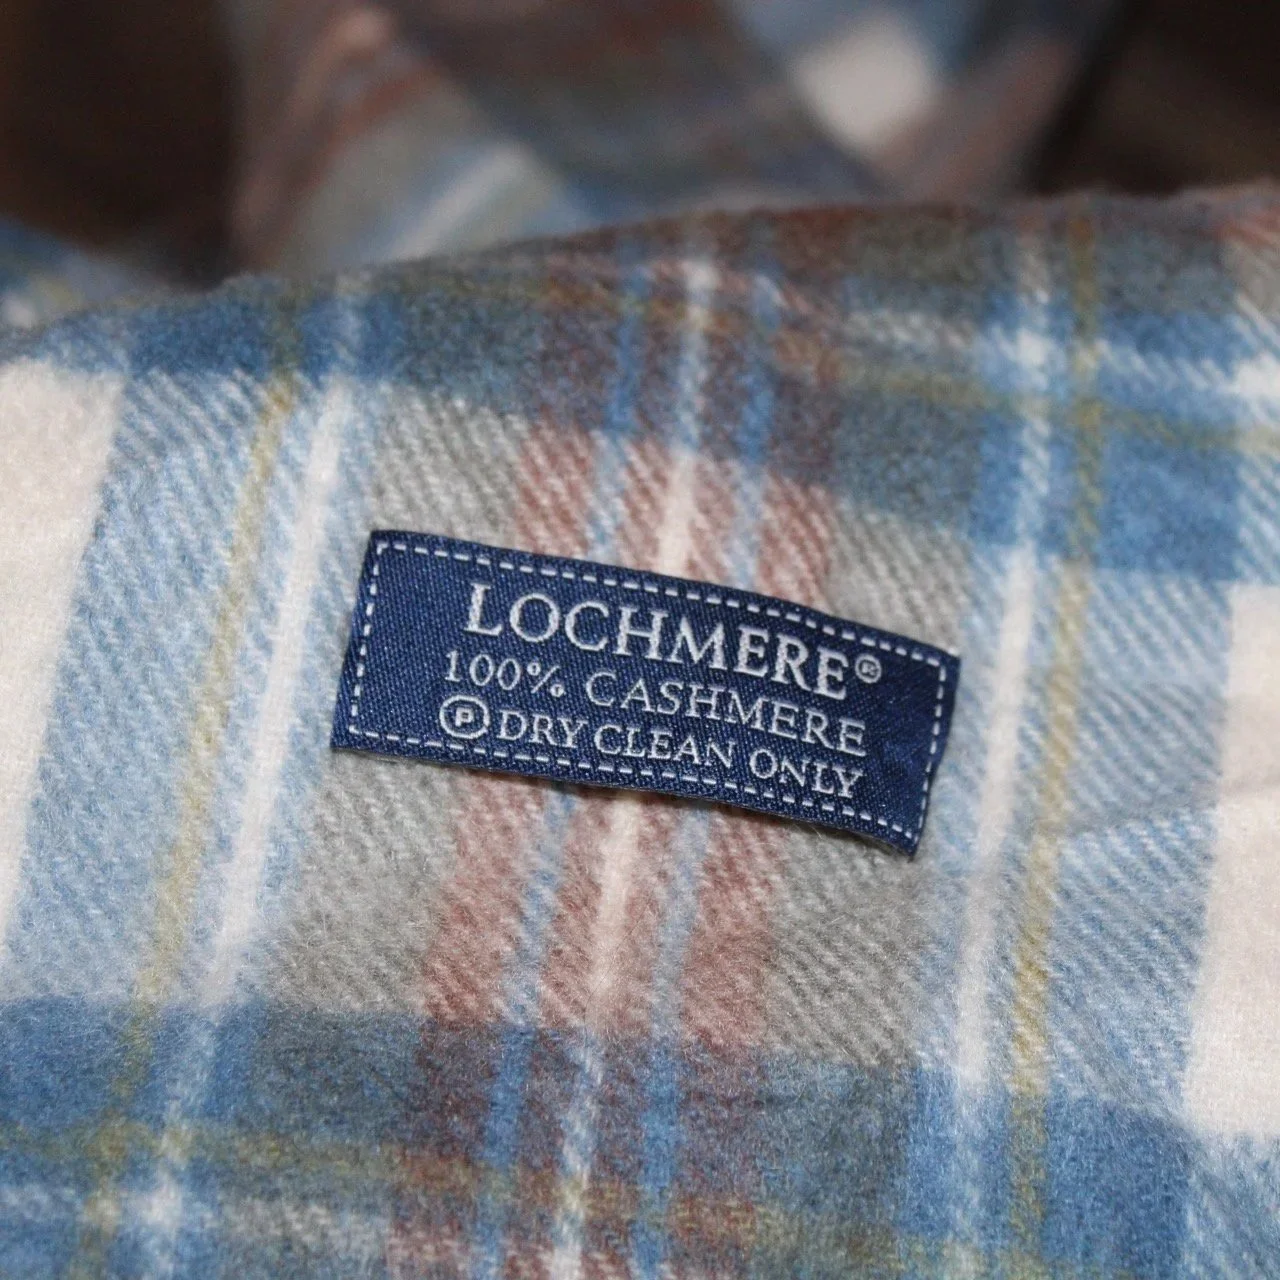 LOCHMERE®
100% CASHMERE
Ⓟ DRY CLEAN ONLY